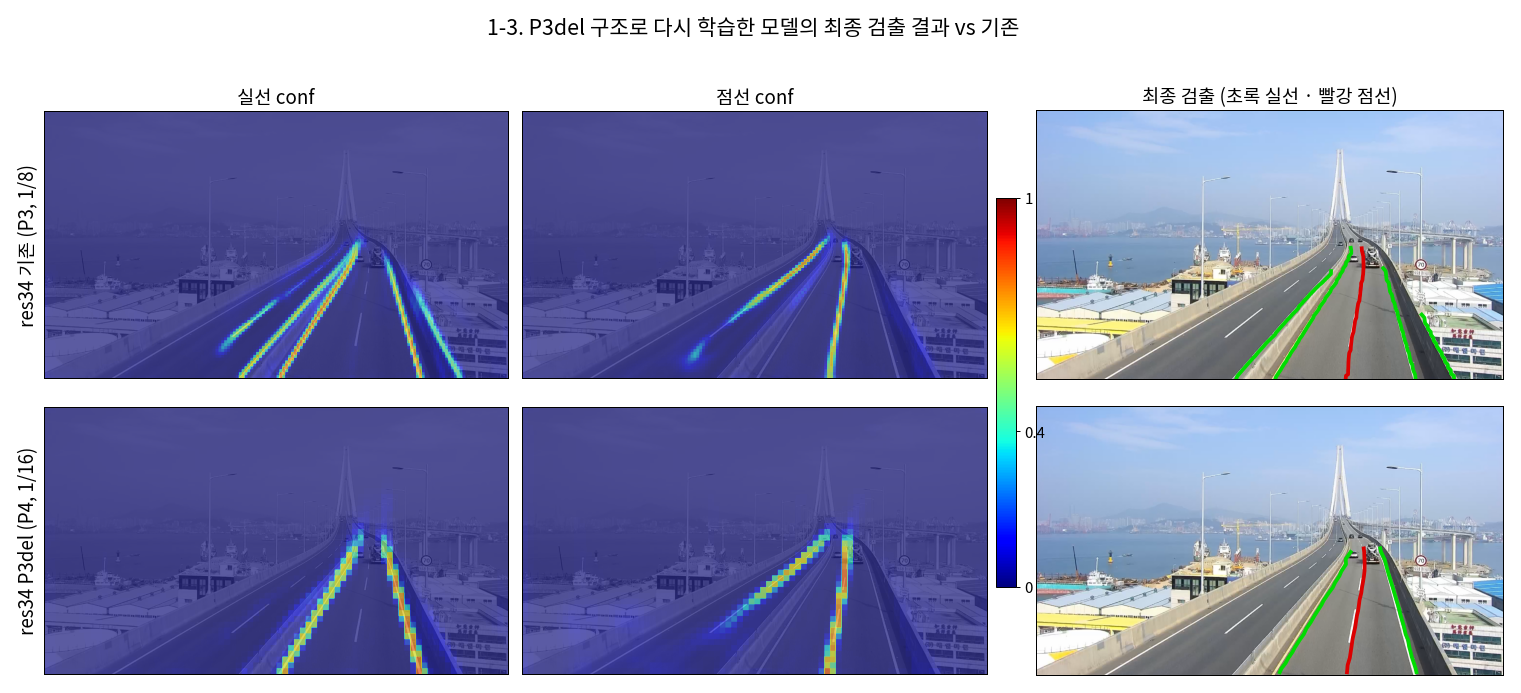 1-3. P3del 구조로 다시 학습한 모델의 최종 검출 결과 vs 기존
실선 conf
점선 conf
최종 검출 (초록 실선 · 빨강 점선)
res34 기존 (P3, 1/8)
1
0.4
0
res34 P3del (P4, 1/16)
70
70